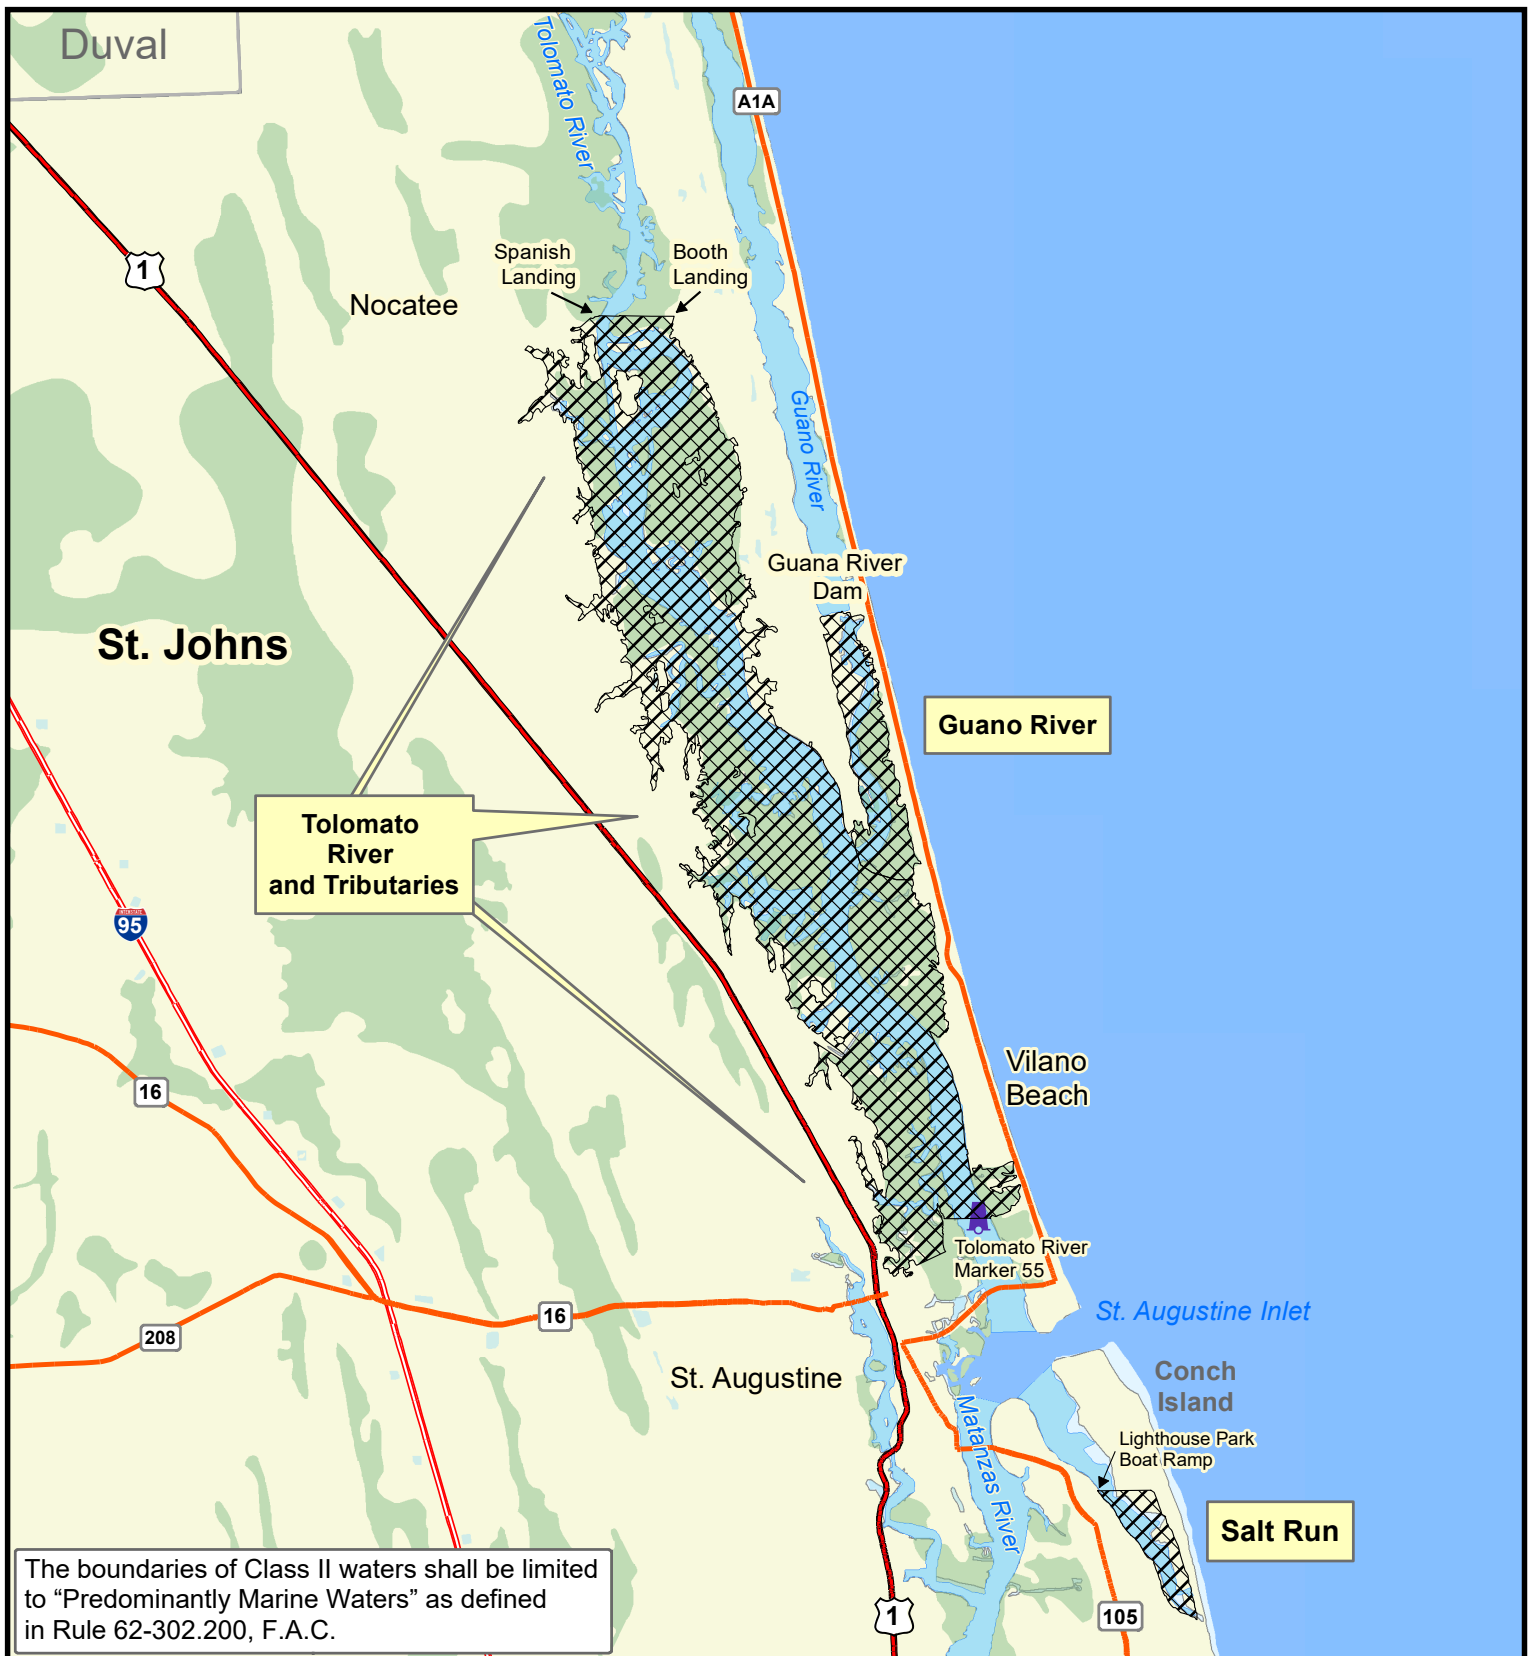 Duval
Tolomato River
A1A
1
Spanish
Landing
Booth
Landing
Nocatee
Guano River
Guana River
Dam
St. Johns
Guano River
Tolomato
River
and Tributaries
INTERSTATE
95
16
Vilano
Beach
Tolomato River
Marker 55
16
208
St. Augustine Inlet
St. Augustine
Conch
Island
Matanzas River
Lighthouse Park
Boat Ramp
Salt Run
The boundaries of Class II waters shall be limited
to “Predominantly Marine Waters” as defined
in Rule 62-302.200, F.A.C.
1
105